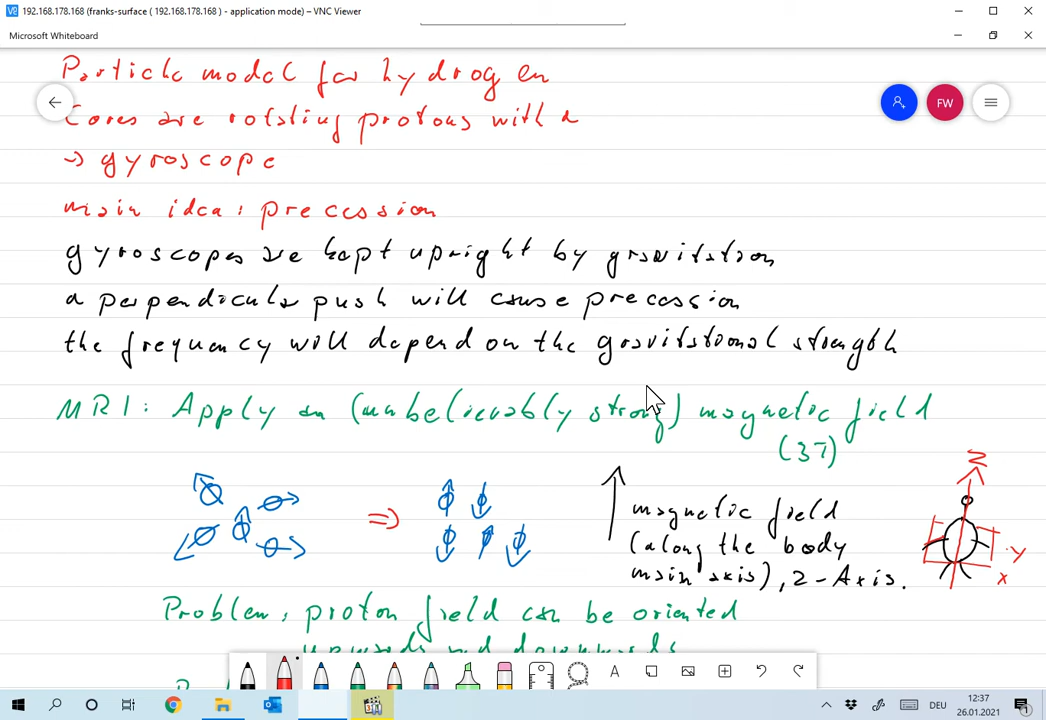 192.168.178.168 (franks-surface ( 192.168.178.168 ) - application mode) – VNC Viewer
Microsoft Whiteboard
FW
Particle model for hydrogen
Cores are rotating protons with a
→ gyroscope
main idea: precession
gyroscopes are kept upright by gravitation
a perpendicular push will cause precession
the frequency will depend on the gravitational strength
MRI: Apply an (unbelievably strong) magnetic field
(3T)
⇒
magnetic field
(along the body
main axis), z-Axis.
Z
Y
X
Problem: proton field can be oriented
upwards and downwards
A
DEU
12:37
26.01.2021
1